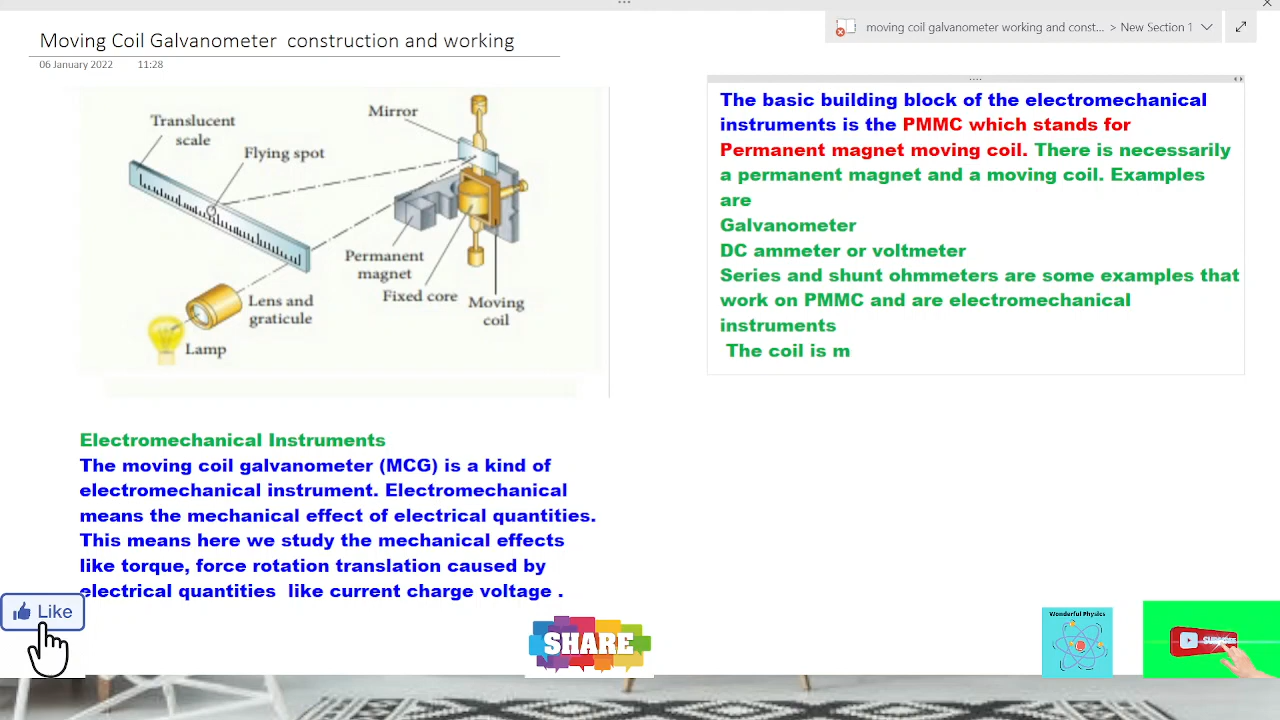 moving coil galvanometer working and const... > New Section 1
Moving Coil Galvanometer construction and working
06 January 2022 11:28
Translucent
scale
Flying spot
Mirror
Permanent
magnet
Fixed core
Moving
coil
Lens and
graticule
Lamp
The basic building block of the electromechanical
instruments is the PMMC which stands for
Permanent magnet moving coil. There is necessarily
a permanent magnet and a moving coil. Examples
are
Galvanometer
DC ammeter or voltmeter
Series and shunt ohmmeters are some examples that
work on PMMC and are electromechanical
instruments
The coil is m
Electromechanical Instruments
The moving coil galvanometer (MCG) is a kind of
electromechanical instrument. Electromechanical
means the mechanical effect of electrical quantities.
This means here we study the mechanical effects
like torque, force rotation translation caused by
electrical quantities like current charge voltage .
Like
SHARE
Wonderful Physics